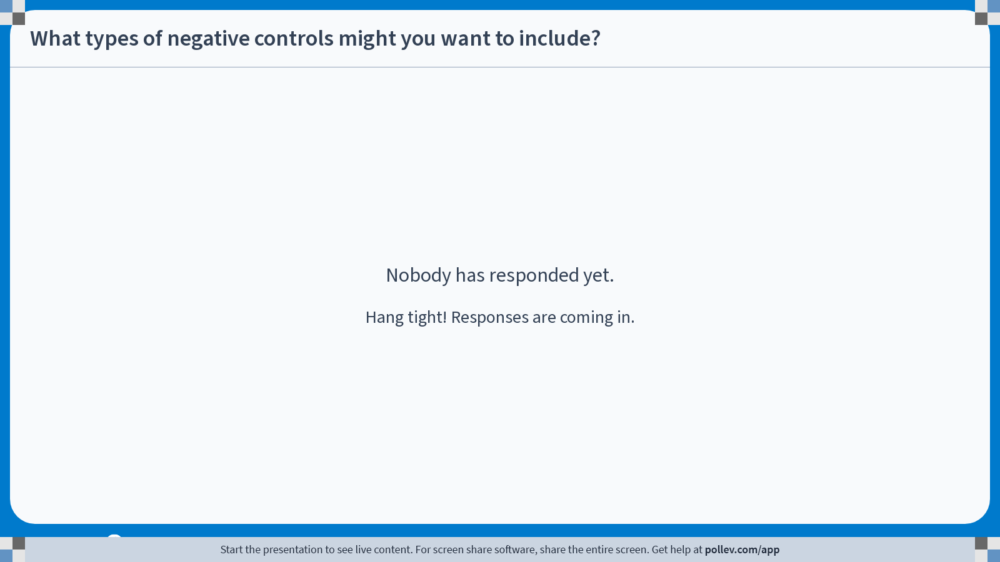 What types of negative controls might you want to include?
Nobody has responded yet.
Hang tight! Responses are coming in.
Start the presentation to see live content. For screen share software, share the entire screen. Get help at pollev.com/app